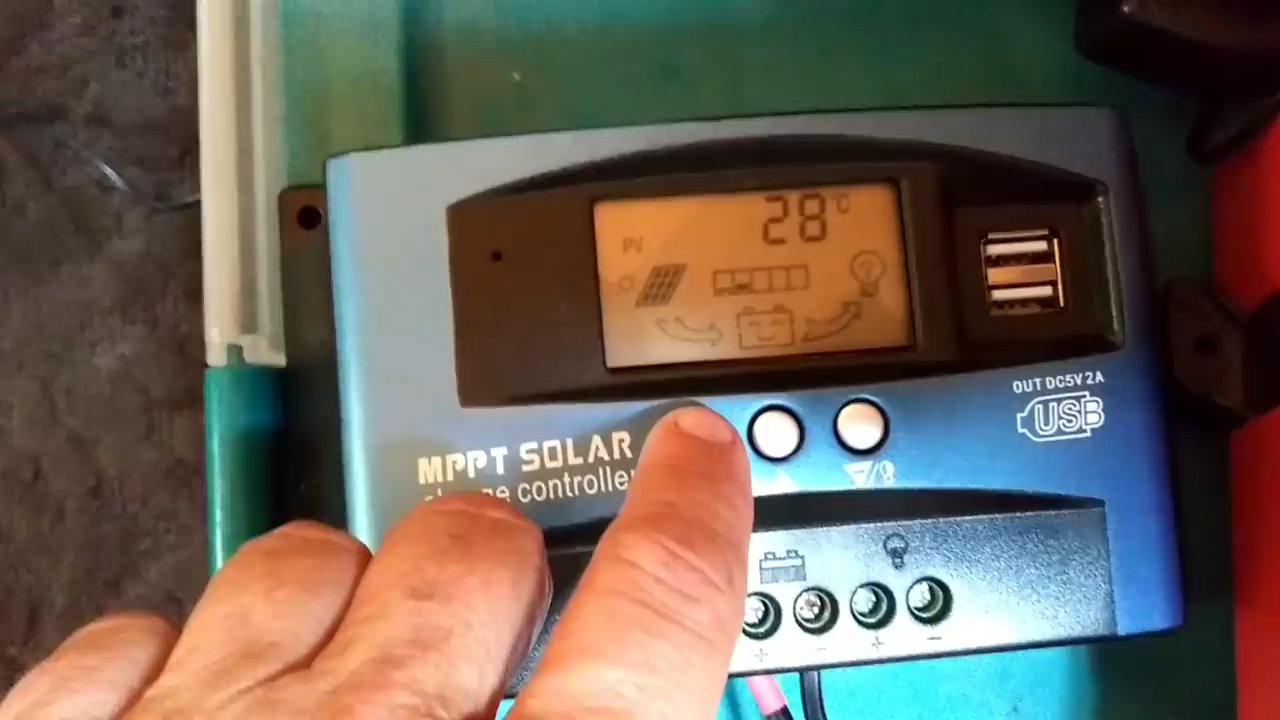 28 °C
PV
OUT DC5V 2A
USB
MPPT SOLAR
controller
+ - + -